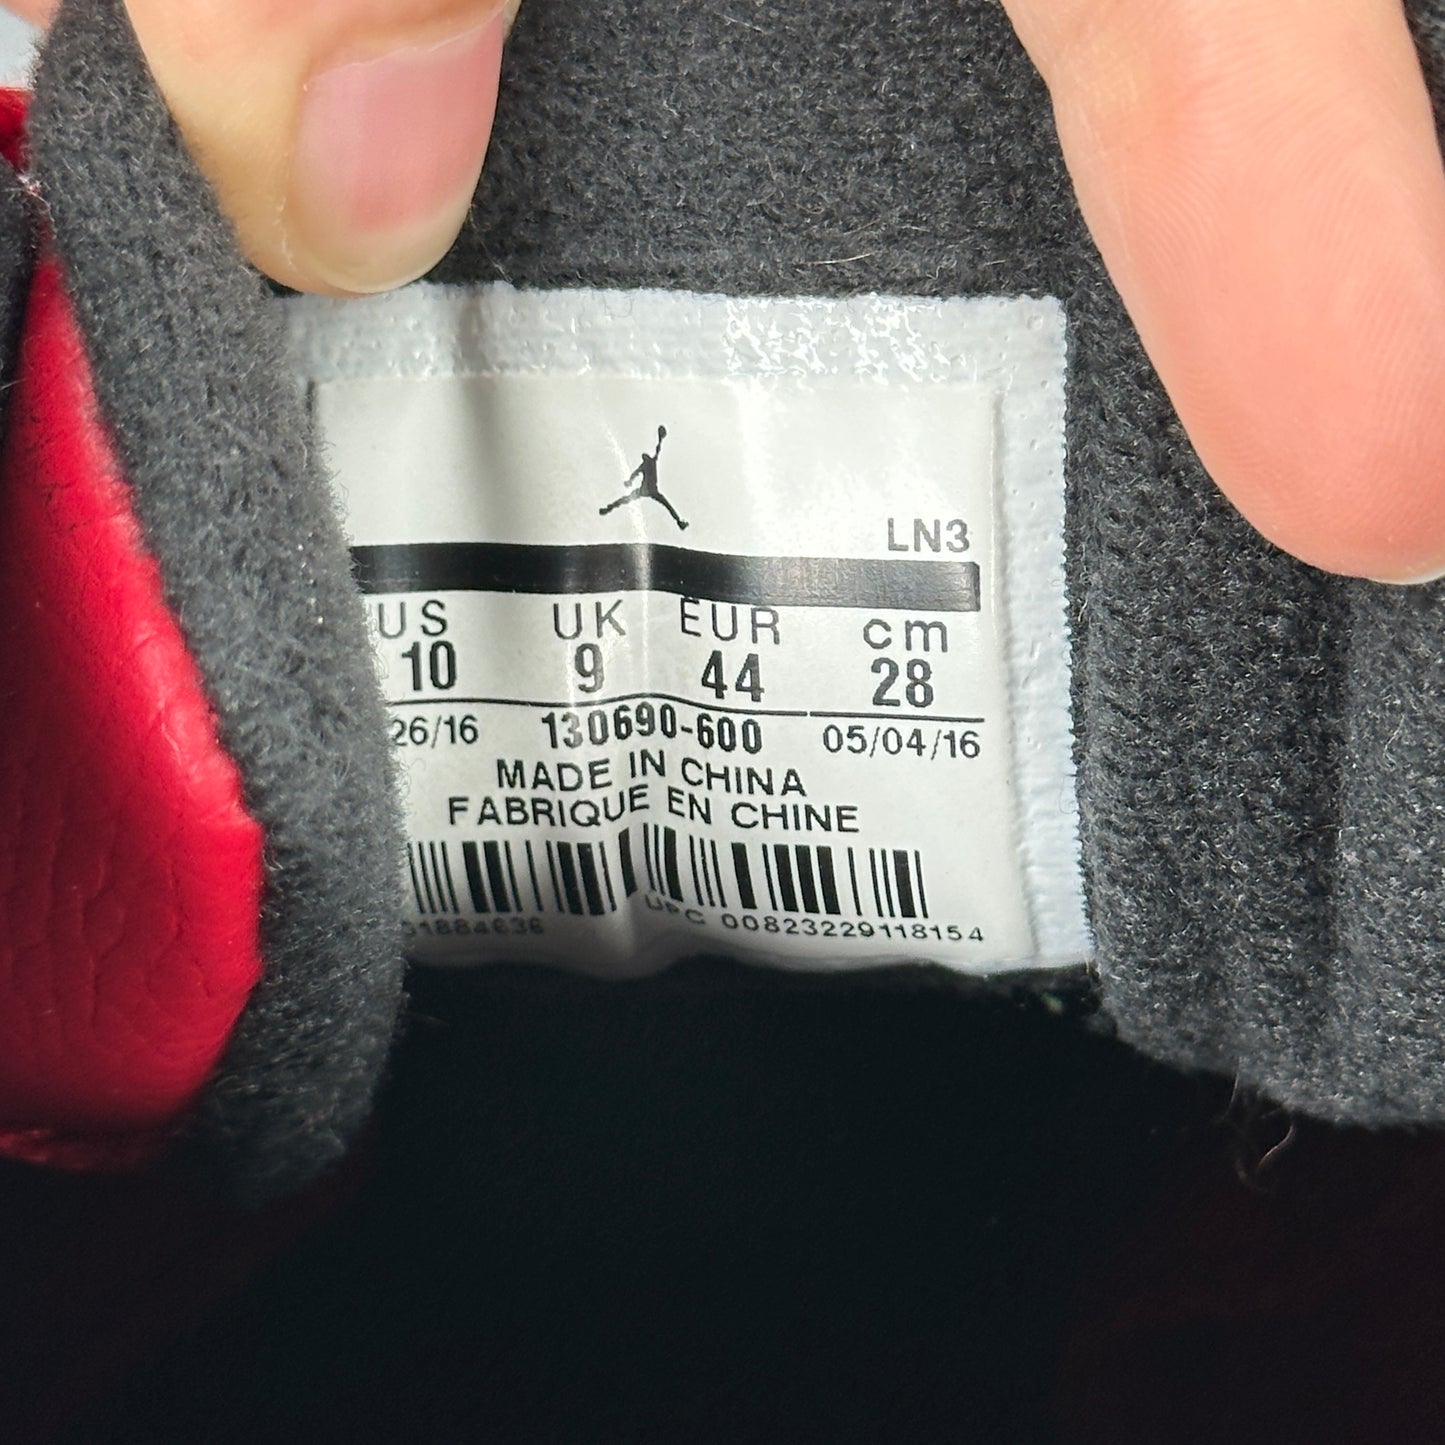 LN3
US UK EUR cm
10 9 44 28
26/16 130690-600 05/04/16
MADE IN CHINA
FABRIQUE EN CHINE
UPC 00823229118154